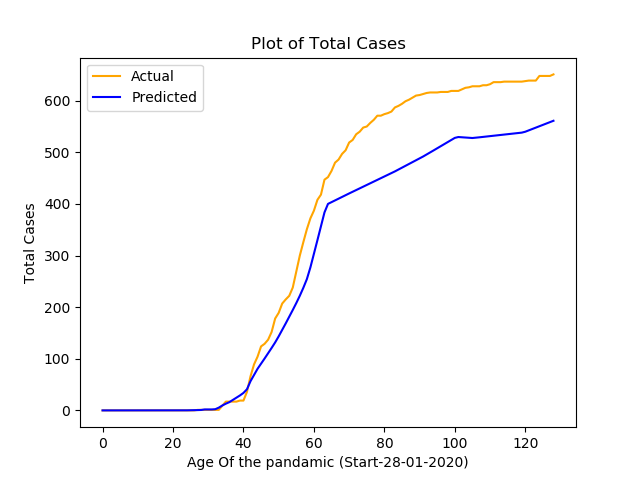 Plot of Total Cases
Actual
Predicted
600
500
400
300
200
100
0
Total Cases
0 20 40 60 80 100 120
Age Of the pandamic (Start-28-01-2020)